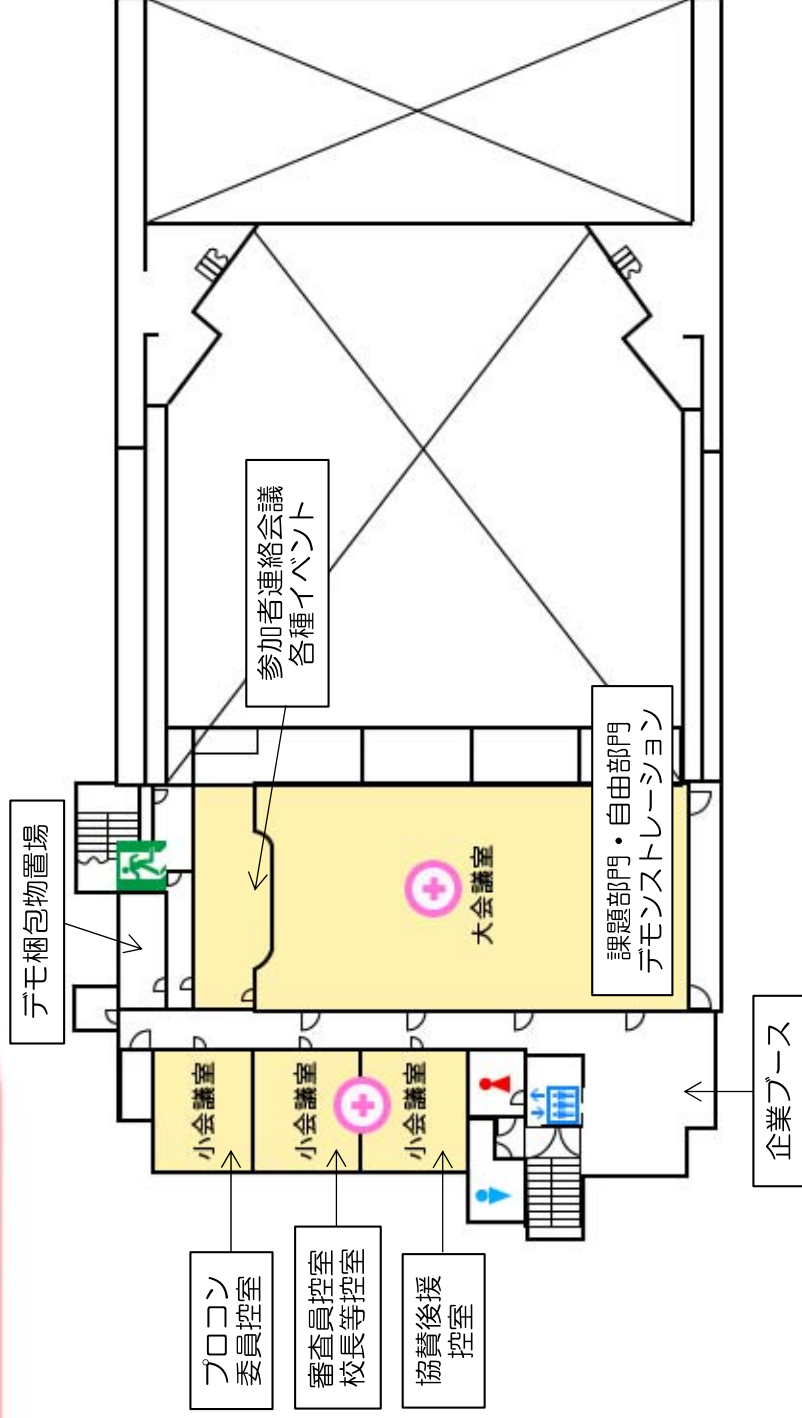 デモ梱包物置場
参加者連絡会議
各種イベント
大会議室
課題部門・自由部門
デモンストレーション
小会議室
小会議室
小会議室
プロコン
委員控室
審査員控室
校長等控室
協賛後援
控室
企業ブース